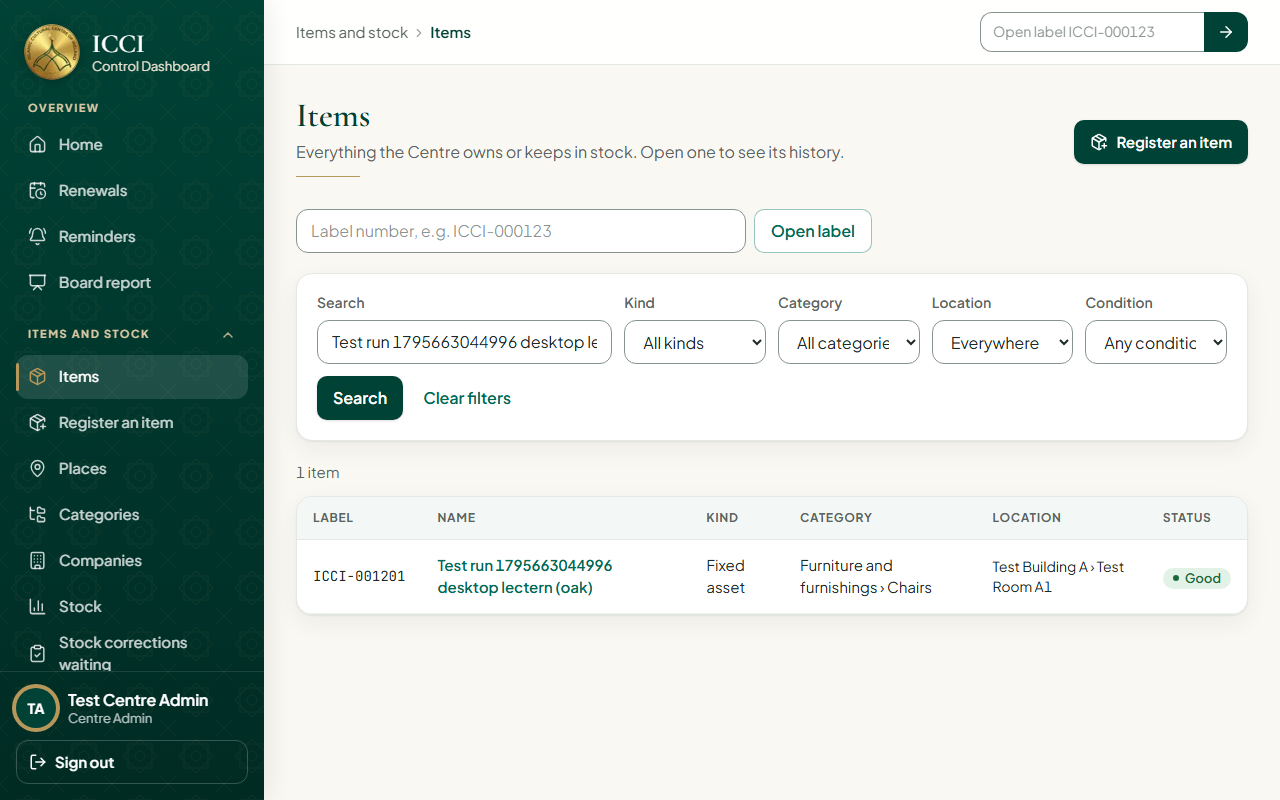 ICCI
Control Dashboard
OVERVIEW
Home
Renewals
Reminders
Board report
ITEMS AND STOCK
Items
Register an item
Places
Categories
Companies
Stock
Stock corrections
waiting
TA
Test Centre Admin
Centre Admin
Sign out
Items and stock › Items
Open label ICCI-000123
Items
Everything the Centre owns or keeps in stock. Open one to see its history.
Register an item
Label number, e.g. ICCI-000123
Open label
Search
Kind
Category
Location
Condition
Test run 1795663044996 desktop le
All kinds
All categorie
Everywhere
Any conditic
Search
Clear filters
1 item
LABEL
NAME
KIND
CATEGORY
LOCATION
STATUS
ICCI-001201
Test run 1795663044996
desktop lectern (oak)
Fixed
asset
Furniture and
furnishings › Chairs
Test Building A › Test
Room A1
Good